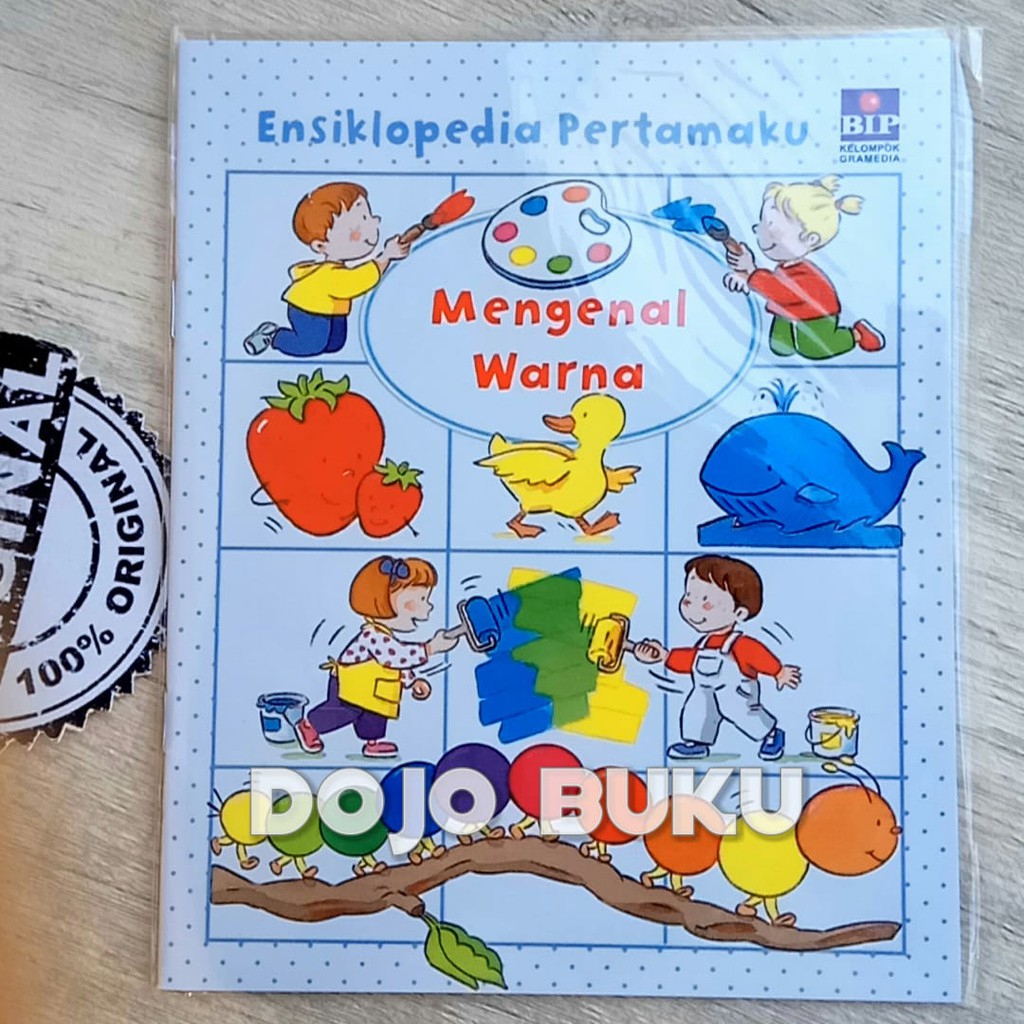 Ensiklopedia Pertamaku
BIP
KELOMPOK
GRAMEDIA
Mengenal
Warna
100% ORIGINAL
DOJO BUKU